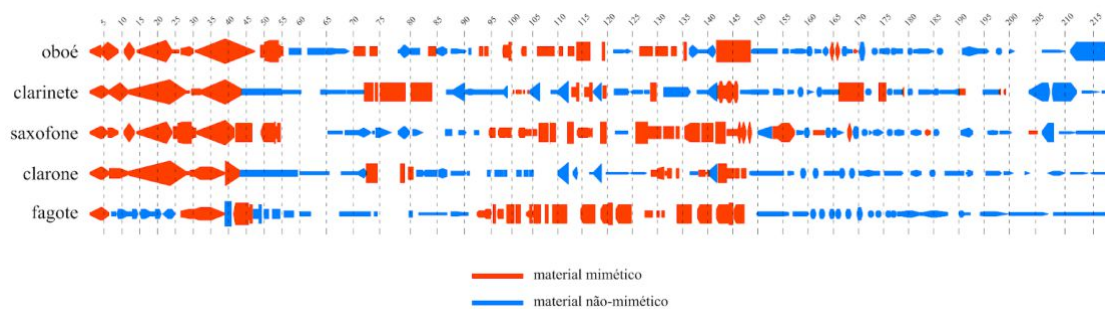 5 10 15 20 25 30 35 40 45 50 55 60 65 70 75 80 85 90 95 100 105 110 115 120 125 130 135 140 145 150 155 160 165 170 175 180 185 190 195 200 205 210 215
oboé
clarinete
saxofone
clarone
fagote
material mimético
material não-mimético